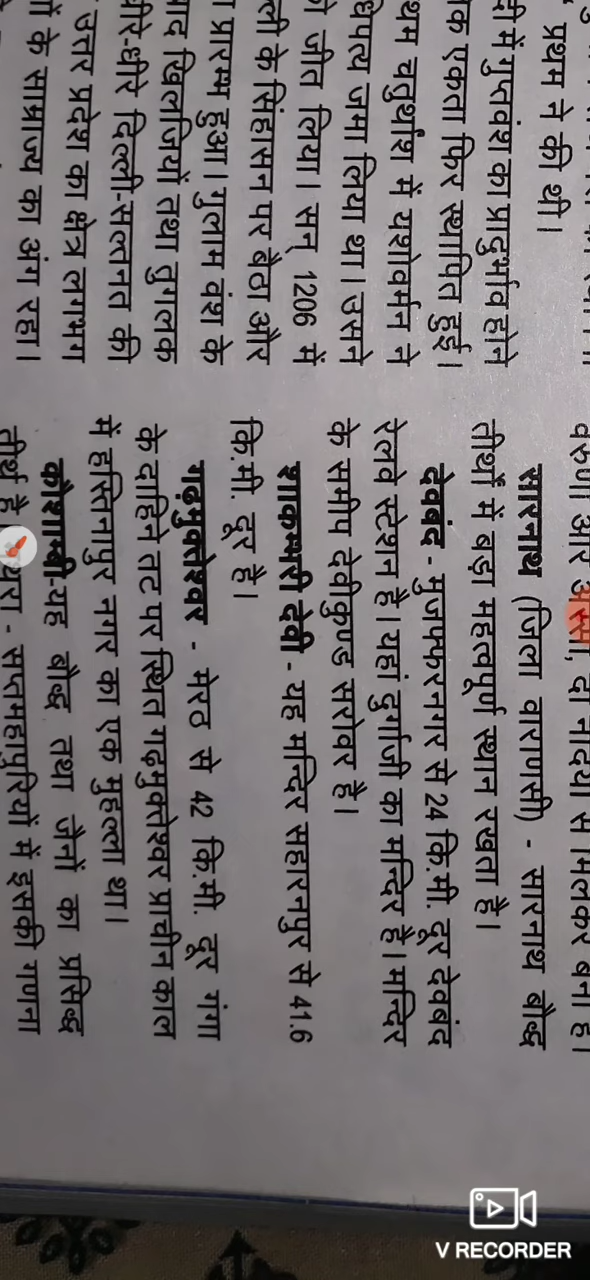 प्रथम ने की थी।
में गुप्तवंश का प्रादुर्भाव होने
एकता फिर स्थापित हुई।
चतुर्थांश में यशोवर्मन ने
जमा लिया था। उसने
जीत लिया। सन् 1206 में
के सिंहासन पर बैठा और
प्रारम्भ हुआ। गुलाम वंश के
खिलजियों तथा तुगलक
दिल्ली-सल्तनत की
उत्तर प्रदेश का क्षेत्र लगभग
के साम्राज्य का अंग रहा।
वरुणा और अस्सी, दो नदियों से मिलकर बना है।
सारनाथ (जिला वाराणसी) - सारनाथ बौद्ध
तीर्थों में बड़ा महत्वपूर्ण स्थान रखता है।
देवबंद - मुजफ्फरनगर से 24 कि.मी. दूर देवबंद
रेलवे स्टेशन है। यहां दुर्गाजी का मन्दिर है। मन्दिर
के समीप देवीकुण्ड सरोवर है।
शाकम्भरी देवी - यह मन्दिर सहारनपुर से 41.6
कि.मी. दूर है।
गढ़मुक्तेश्वर - मेरठ से 42 कि.मी. दूर गंगा
के दाहिने तट पर स्थित गढ़मुक्तेश्वर प्राचीन काल
में हस्तिनापुर नगर का एक मुहल्ला था।
कौशाम्बी-यह बौद्ध तथा जैनों का प्रसिद्ध
तीर्थ है। - सप्तमहापुरियों में इसकी गणना
V RECORDER